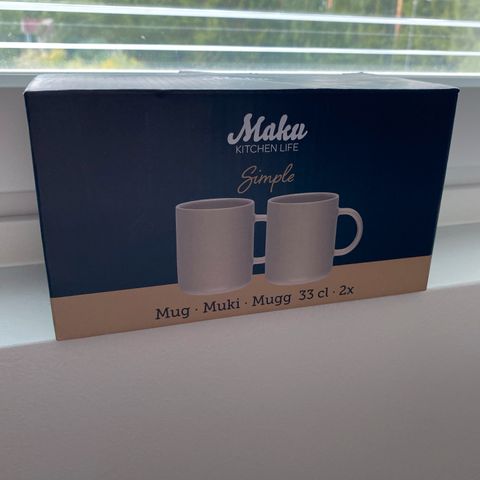 Maku
KITCHEN LIFE
Simple
Mug · Muki · Mugg 33 cl · 2x